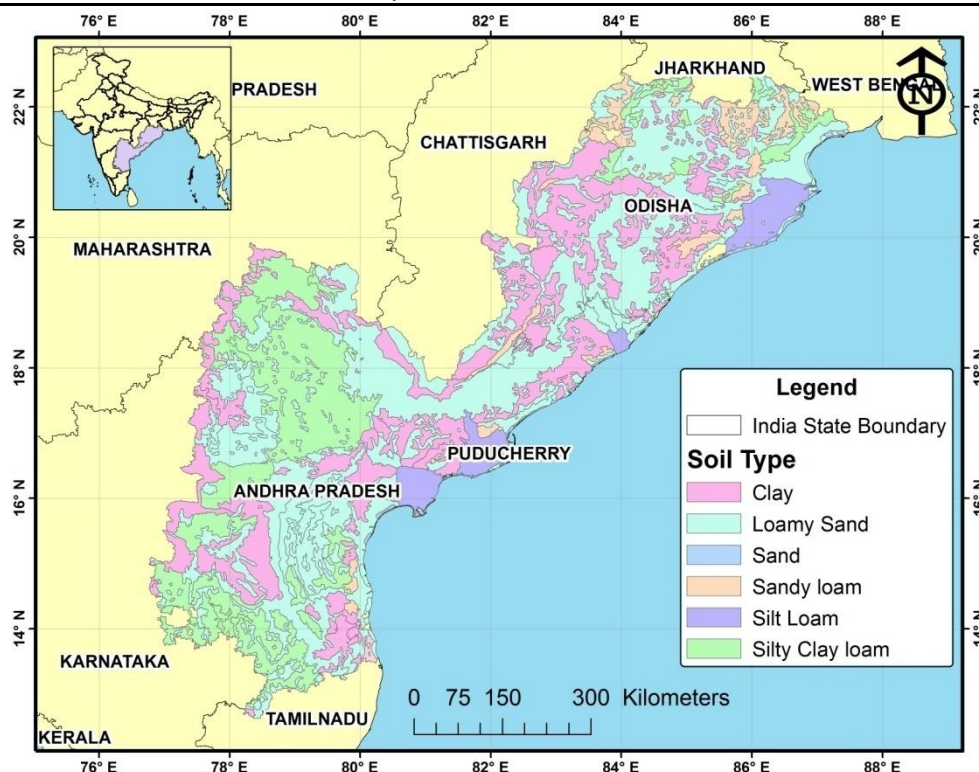 76° E 78° E 80° E 82° E 84° E 86° E 88° E
JHARKHAND
WEST BENGAL
N
PRADESH
22° N
22° N
CHATTISGARH
ODISHA
MAHARASHTRA
20° N
20° N
18° N
18° N
Legend
India State Boundary
Soil Type
Clay
Loamy Sand
Sand
Sandy loam
Silt Loam
Silty Clay loam
PUDUCHERRY
ANDHRA PRADESH
16° N
16° N
14° N
14° N
KARNATAKA
0 75 150 300 Kilometers
TAMILNADU
KERALA
76° E 78° E 80° E 82° E 84° E 86° E 88° E